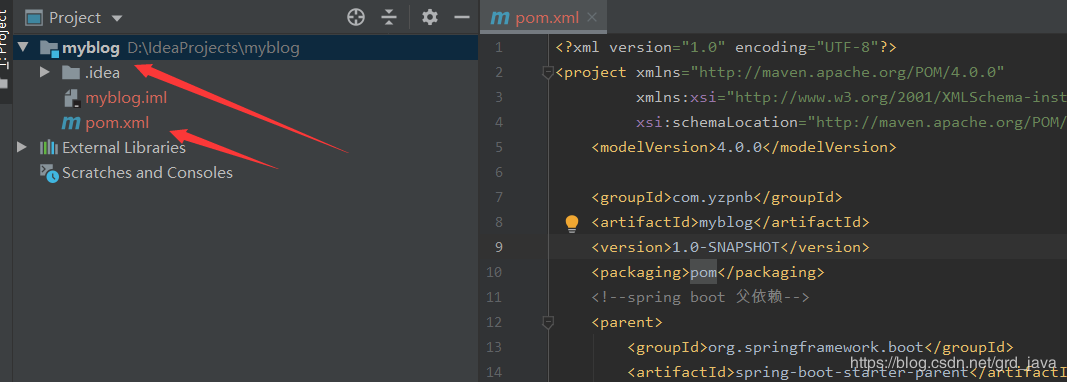 1: Project
Project
myblog D:\IdeaProjects\myblog
.idea
myblog.iml
pom.xml
External Libraries
Scratches and Consoles
pom.xml
1 <?xml version="1.0" encoding="UTF-8"?>
2 <project xmlns="http://maven.apache.org/POM/4.0.0"
3 xmlns:xsi="http://www.w3.org/2001/XMLSchema-inst
4 xsi:schemaLocation="http://maven.apache.org/POM/
5 <modelVersion>4.0.0</modelVersion>
6
7 <groupId>com.yzpnb</groupId>
8 <artifactId>myblog</artifactId>
9 <version>1.0-SNAPSHOT</version>
10 <packaging>pom</packaging>
11 <!--spring boot 父依赖-->
12 <parent>
13 <groupId>org.springframework.boot</groupId>
14 <artifactId>spring-boot-starter-parent</artifactI
https://blog.csdn.net/grd_java